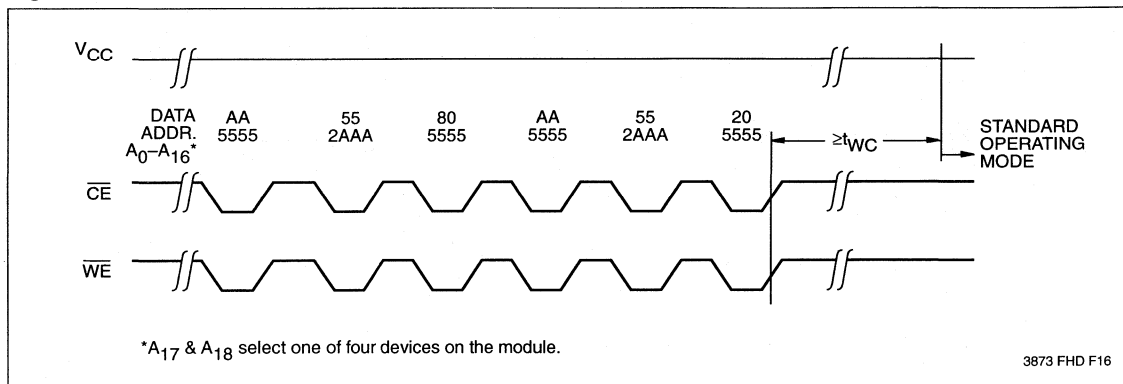 VCC
DATA AA 55 80 AA 55 20
ADDR. 5555 2AAA 5555 5555 2AAA 5555
A0–A16*
≥tWC
STANDARD
OPERATING
MODE
CE
WE
*A17 & A18 select one of four devices on the module.
3873 FHD F16